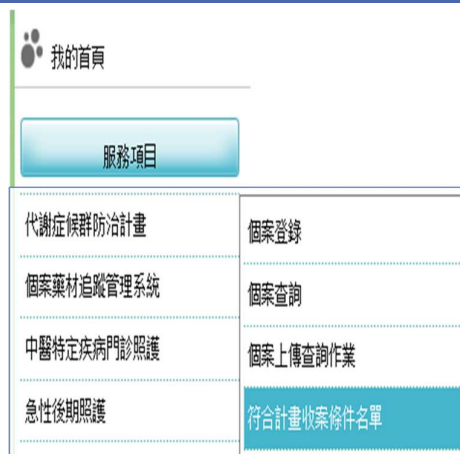 我的首頁
服務項目
代謝症候群防治計畫
個案藥材追蹤管理系統
中醫特定疾病門診照護
急性後期照護
個案登錄
個案查詢
個案上傳查詢作業
符合計畫收案條件名單